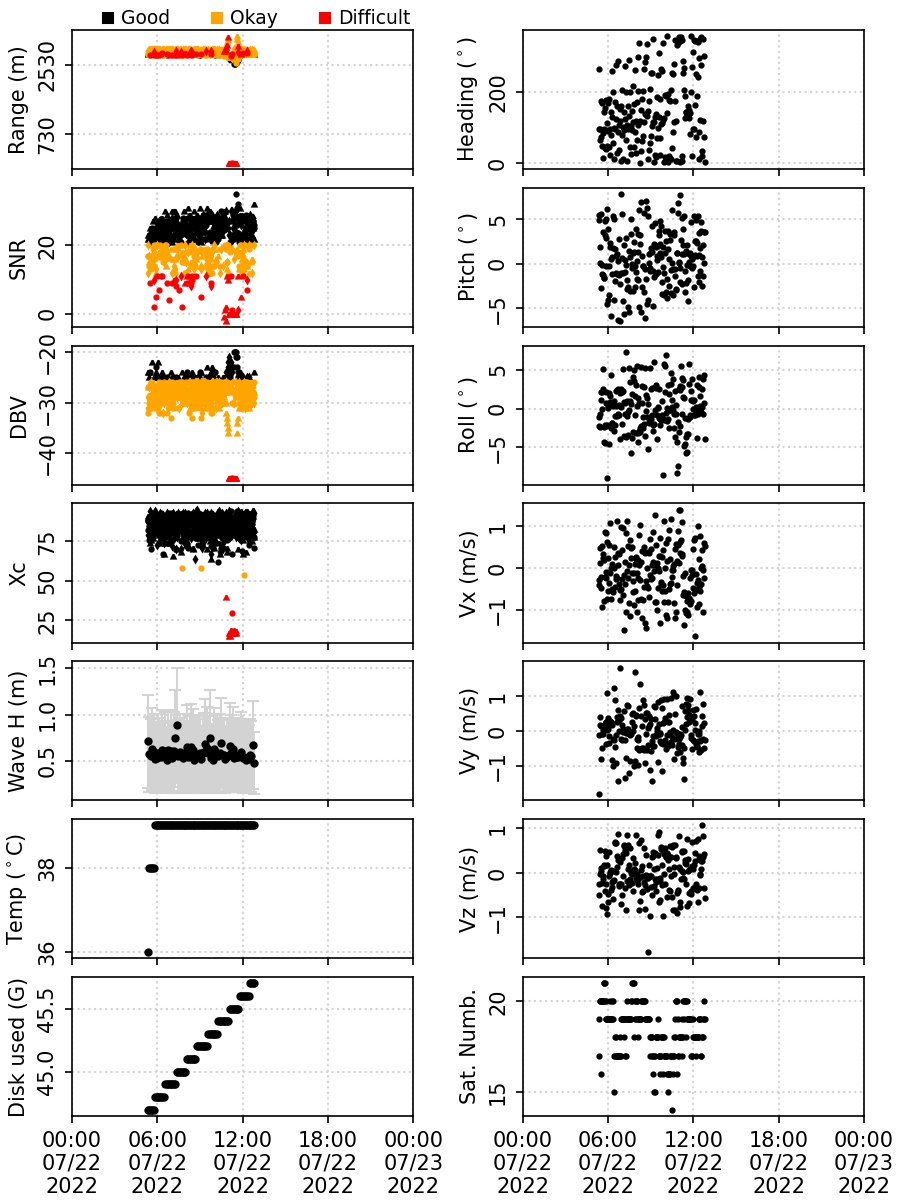 Good Okay Difficult
Range (m)
2530
730
Heading (°)
200
0
SNR
20
0
Pitch (°)
5
0
−5
DBV
−20
−30
−40
Roll (°)
5
0
−5
Xc
75
50
25
Vx (m/s)
1
0
−1
Wave H (m)
1.5
1.0
0.5
Vy (m/s)
1
0
−1
Temp (°C)
38
36
Vz (m/s)
1
0
−1
Disk used (G)
45.5
45.0
Sat. Numb.
20
15
00:00 06:00 12:00 18:00 00:00
07/22 07/22 07/22 07/22 07/23
2022 2022 2022 2022 2022
00:00 06:00 12:00 18:00 00:00
07/22 07/22 07/22 07/22 07/23
2022 2022 2022 2022 2022